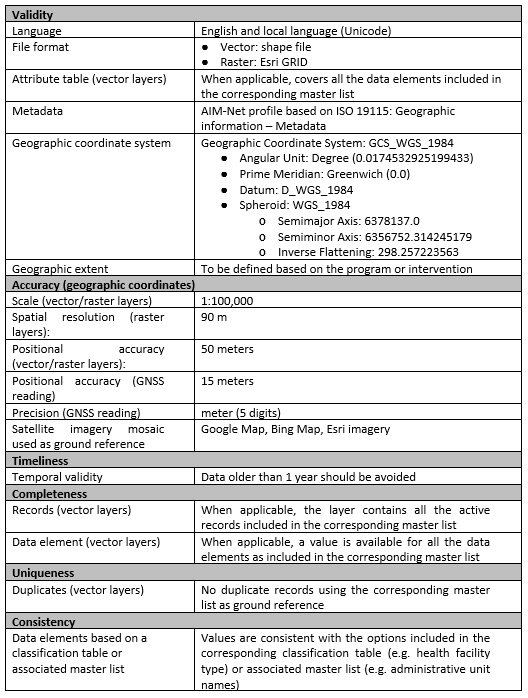 Validity
Language English and local language (Unicode)
File format ● Vector: shape file
● Raster: Esri GRID
Attribute table (vector layers) When applicable, covers all the data elements included in
the corresponding master list
Metadata AIM-Net profile based on ISO 19115: Geographic
information – Metadata
Geographic coordinate system Geographic Coordinate System: GCS_WGS_1984
● Angular Unit: Degree (0.0174532925199433)
● Prime Meridian: Greenwich (0.0)
● Datum: D_WGS_1984
● Spheroid: WGS_1984
o Semimajor Axis: 6378137.0
o Semiminor Axis: 6356752.314245179
o Inverse Flattening: 298.257223563
Geographic extent To be defined based on the program or intervention
Accuracy (geographic coordinates)
Scale (vector/raster layers) 1:100,000
Spatial resolution (raster 90 m
layers):
Positional accuracy 50 meters
(vector/raster layers):
Positional accuracy (GNSS 15 meters
reading)
Precision (GNSS reading) meter (5 digits)
Satellite imagery mosaic Google Map, Bing Map, Esri imagery
used as ground reference
Timeliness
Temporal validity Data older than 1 year should be avoided
Completeness
Records (vector layers) When applicable, the layer contains all the active
records included in the corresponding master list
Data element (vector layers) When applicable, a value is available for all the data
elements as included in the corresponding master list
Uniqueness
Duplicates (vector layers) No duplicate records using the corresponding master
list as ground reference
Consistency
Data elements based on a Values are consistent with the options included in the
classification table or corresponding classification table (e.g. health facility
associated master list type) or associated master list (e.g. administrative unit
names)